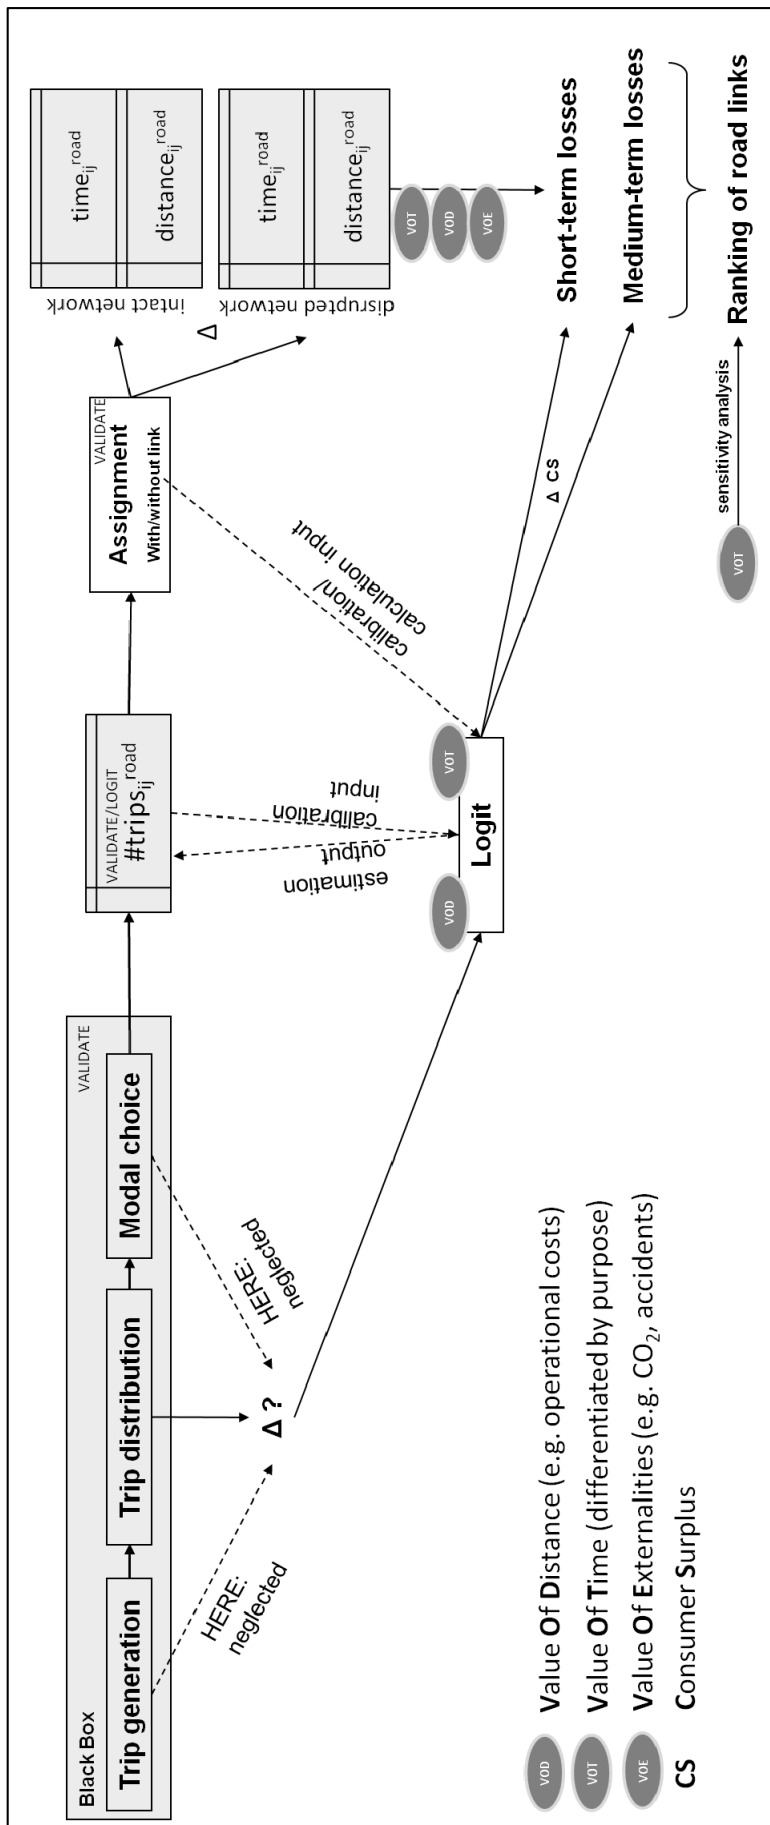 Black Box
VALIDATE
Trip generation
Trip distribution
Modal choice
HERE:
neglected
Δ ?
HERE:
neglected
VALIDATE/LOGIT
#trips_ij^road
estimation
output
calibration
input
VALIDATE
Assignment
With/without link
calibration/
calculation input
VOD
VOT
Logit
Δ
intact network
time_ij^road
distance_ij^road
disrupted network
time_ij^road
distance_ij^road
VOT
VOD
VOE
Δ CS
Short-term losses
Medium-term losses
VOT
sensitivity analysis
Ranking of road links
VOD Value Of Distance (e.g. operational costs)
VOT Value Of Time (differentiated by purpose)
VOE Value Of Externalities (e.g. CO₂, accidents)
CS Consumer Surplus